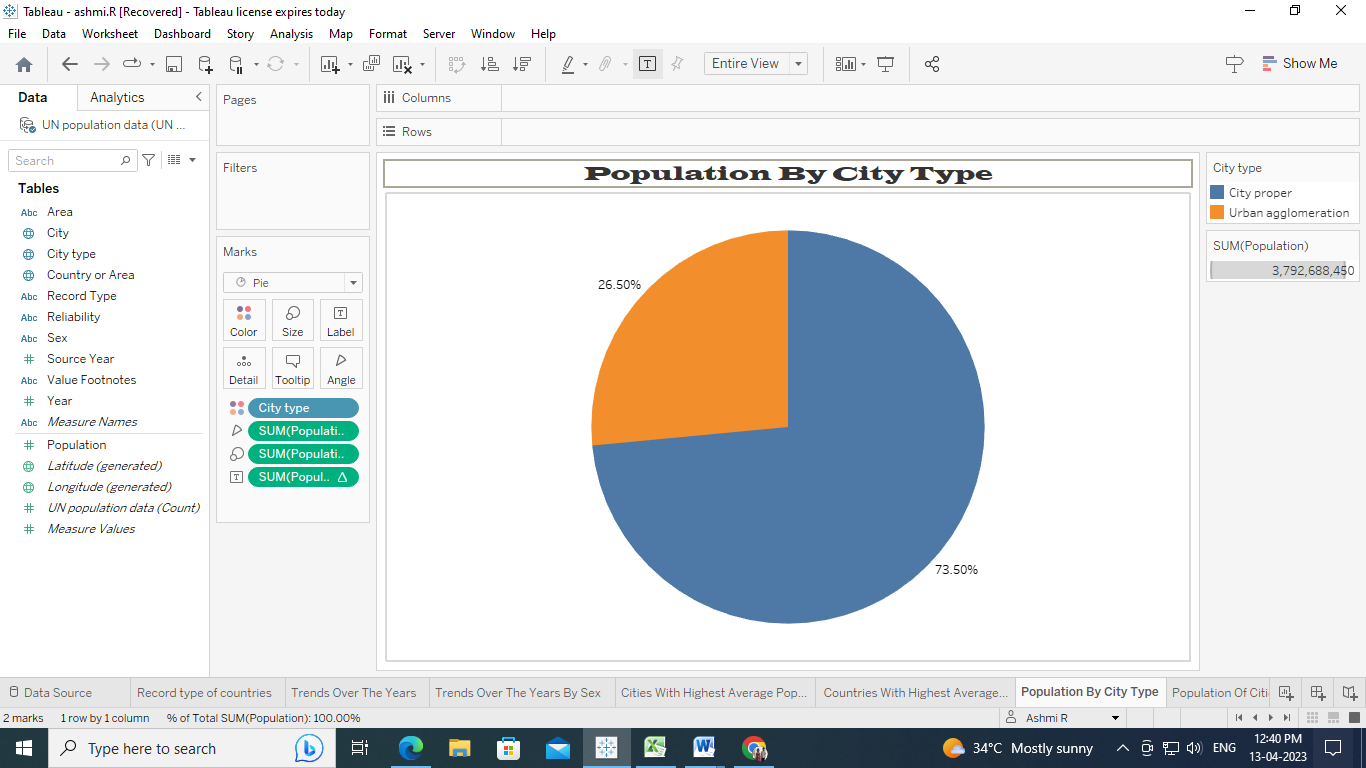 Tableau - ashmi.R [Recovered] - Tableau license expires today
File Data Worksheet Dashboard Story Analysis Map Format Server Window Help
Entire View
Show Me
Data Analytics
UN population data (UN ...
Search
Tables
Abc Area
City
City type
Country or Area
Abc Record Type
Abc Reliability
Abc Sex
# Source Year
Abc Value Footnotes
# Year
Abc Measure Names
# Population
Latitude (generated)
Longitude (generated)
# UN population data (Count)
# Measure Values
Pages
Filters
Marks
Pie
Color Size Label
Detail Tooltip Angle
City type
SUM(Populati..
SUM(Populati..
SUM(Popul.. Δ
Columns
Rows
Population By City Type
26.50%
73.50%
City type
City proper
Urban agglomeration
SUM(Population)
3,792,688,450
Data Source Record type of countries Trends Over The Years Trends Over The Years By Sex Cities With Highest Average Pop... Countries With Highest Average... Population By City Type Population Of Citi
2 marks 1 row by 1 column % of Total SUM(Population): 100.00% Ashmi R
Type here to search
34°C Mostly sunny
ENG
12:40 PM
13-04-2023